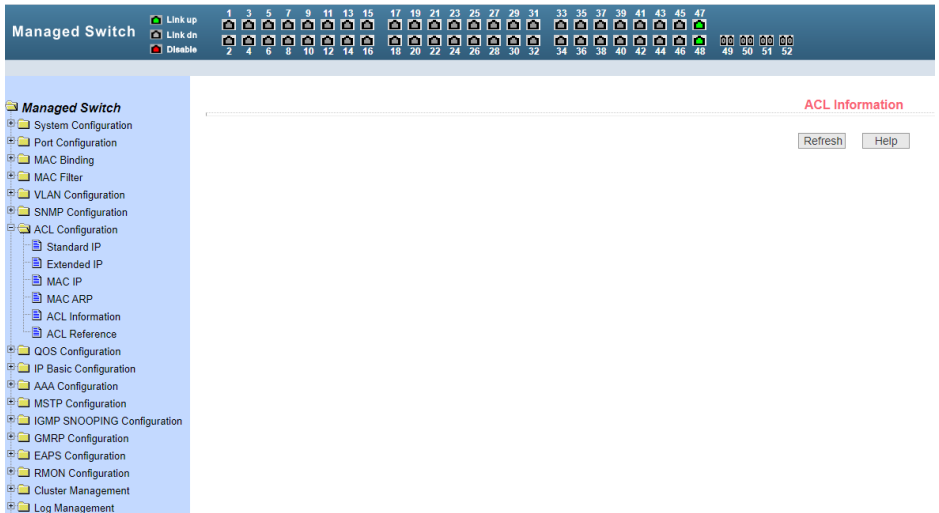 Managed Switch
Link up
Link dn
Disable
1 3 5 7 9 11 13 15 17 19 21 23 25 27 29 31 33 35 37 39 41 43 45 47
2 4 6 8 10 12 14 16 18 20 22 24 26 28 30 32 34 36 38 40 42 44 46 48 49 50 51 52
Managed Switch
System Configuration
Port Configuration
MAC Binding
MAC Filter
VLAN Configuration
SNMP Configuration
ACL Configuration
Standard IP
Extended IP
MAC IP
MAC ARP
ACL Information
ACL Reference
QOS Configuration
IP Basic Configuration
AAA Configuration
MSTP Configuration
IGMP SNOOPING Configuration
GMRP Configuration
EAPS Configuration
RMON Configuration
Cluster Management
Log Management
ACL Information
Refresh Help